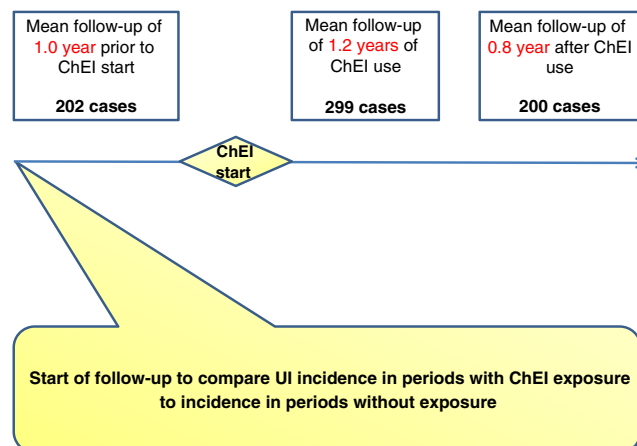 Mean follow-up of
1.0 year prior to
ChEI start
202 cases
Mean follow-up
of 1.2 years of
ChEI use
299 cases
Mean follow-up of
0.8 year after ChEI
use
200 cases
ChEI
start
Start of follow-up to compare UI incidence in periods with ChEI exposure
to incidence in periods without exposure